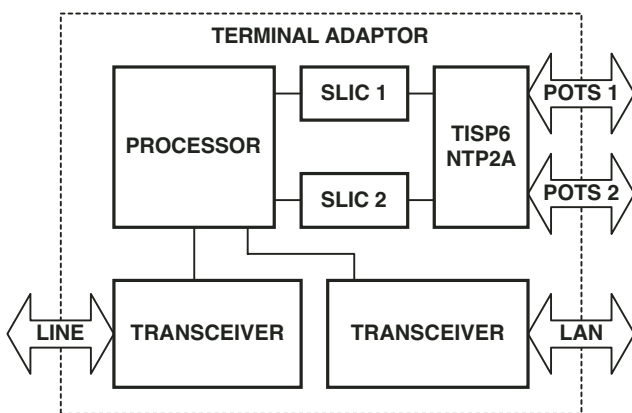 TERMINAL ADAPTOR
PROCESSOR
SLIC 1
SLIC 2
TISP6
NTP2A
POTS 1
POTS 2
LINE
TRANSCEIVER
TRANSCEIVER
LAN